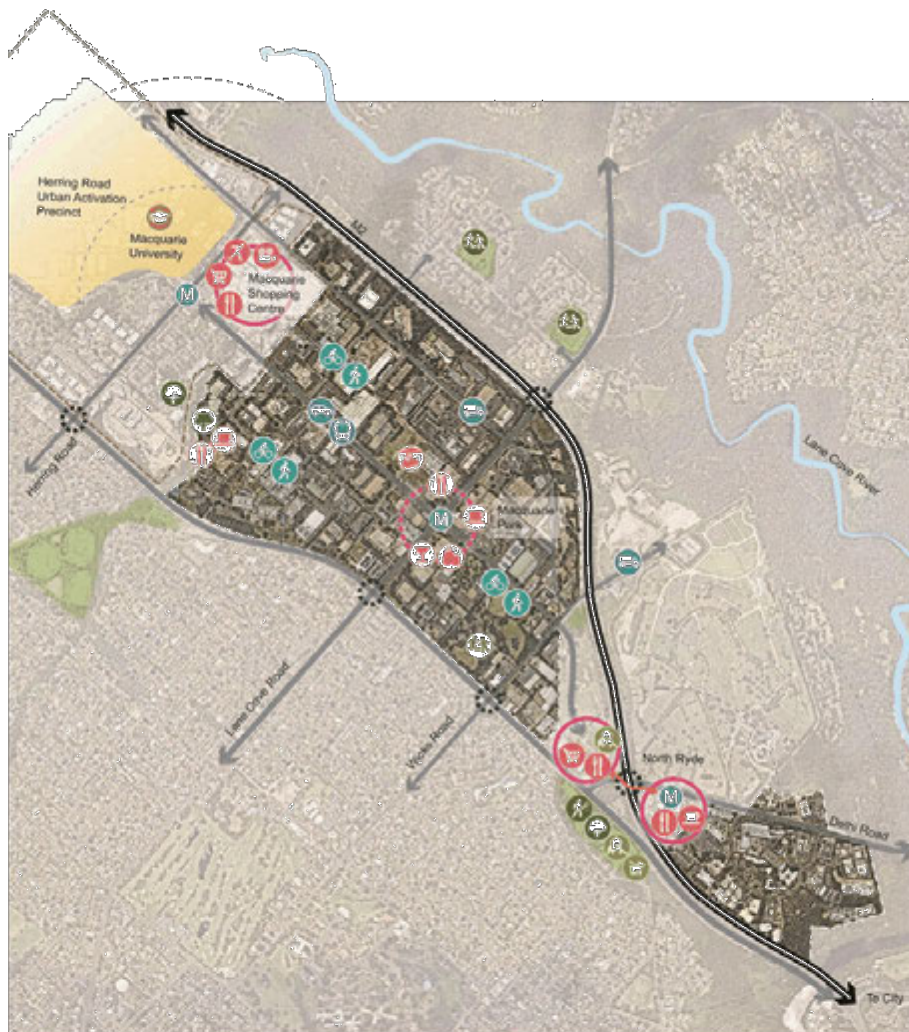 Herring Road
Urban Activation
Precinct
Macquarie
University
M2
Macquarie
Shopping
Centre
M
Herring Road
Lane Cove River
Macquarie
Park
M
Lane Cove Road
Wicks Road
North Ryde
M
Delhi Road
To City